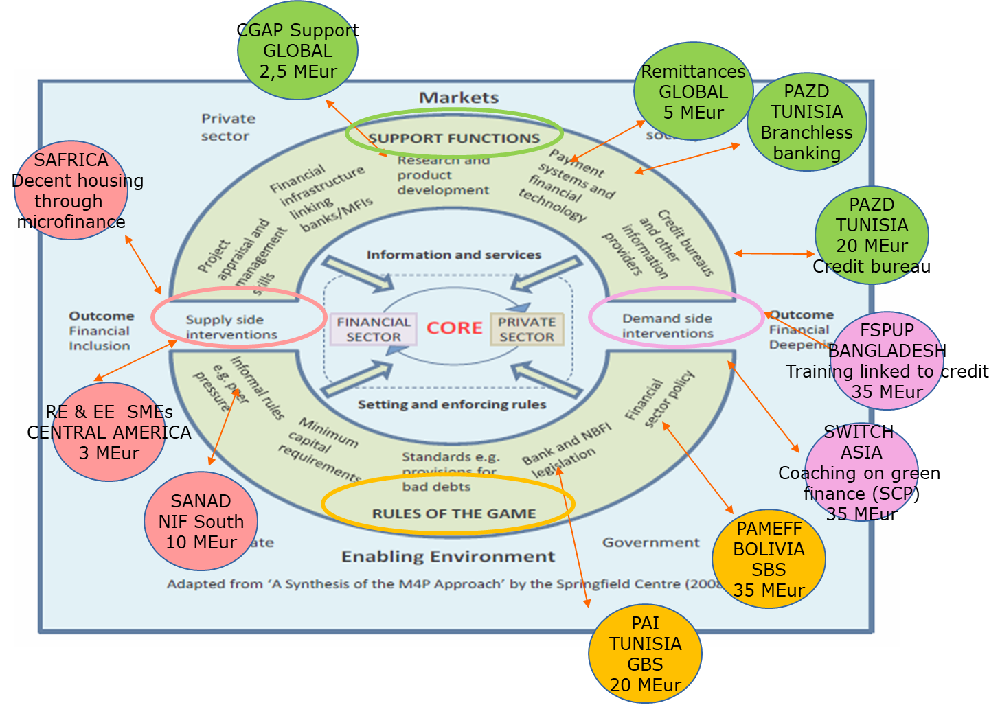 CGAP Support
GLOBAL
2,5 MEur
Remittances
GLOBAL
5 MEur
PAZD
TUNISIA
Branchless
banking
Markets
Private
sector
SUPPORT FUNCTIONS
Research and
product
development
Financial
infrastructure
linking
banks/MFIs
Payment
systems and
financial
technology
Project
appraisal and
management
skills
Credit bureaus
and other
information
providers
SAFRICA
Decent housing
through
microfinance
PAZD
TUNISIA
20 MEur
Credit bureau
Information and services
Outcome
Financial
Inclusion
Supply side
interventions
FINANCIAL
SECTOR
CORE
PRIVATE
SECTOR
Demand side
interventions
Outcome
Financial
FSPUP
BANGLADESH
Training linked to credit
35 MEur
Setting and enforcing rules
Informal rules
e.g. peer
pressure
Minimum
capital
requirements
Standards e.g.
provisions for
bad debts
Bank and NBFI
legislation
Financial
sector policy
RE & EE  SMEs
CENTRAL AMERICA
3 MEur
SWITCH
ASIA
Coaching on green
finance (SCP)
35 MEur
SANAD
NIF South
10 MEur
RULES OF THE GAME
PAMEFF
BOLIVIA
SBS
35 MEur
Government
Enabling Environment
Adapted from ‘A Synthesis of the M4P Approach’ by the Springfield Centre (2008
PAI
TUNISIA
GBS
20 MEur